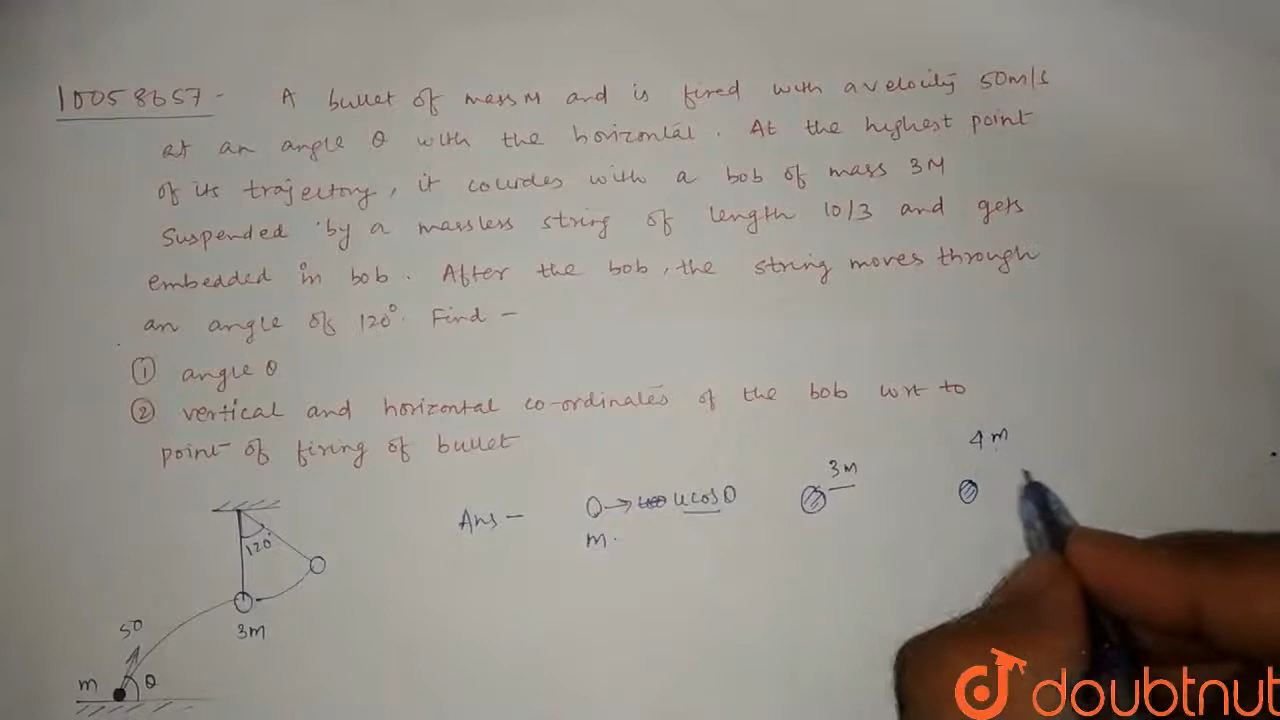 10058657- A bullet of mass M and is fired with a velocity 50m/s
at an angle θ with the horizontal. At the highest point
of its trajectory, it collides with a bob of mass 3M
suspended by a massless string of length 10/3 and gets
embedded in bob. After the bob, the string moves through
an angle of 120°. Find -
① angle θ
② vertical and horizontal co-ordinates of the bob wrt to
point of firing of bullet
Ans -
ucosθ
m.
3M
4m
120°
3M
50
m
θ
doubtnut